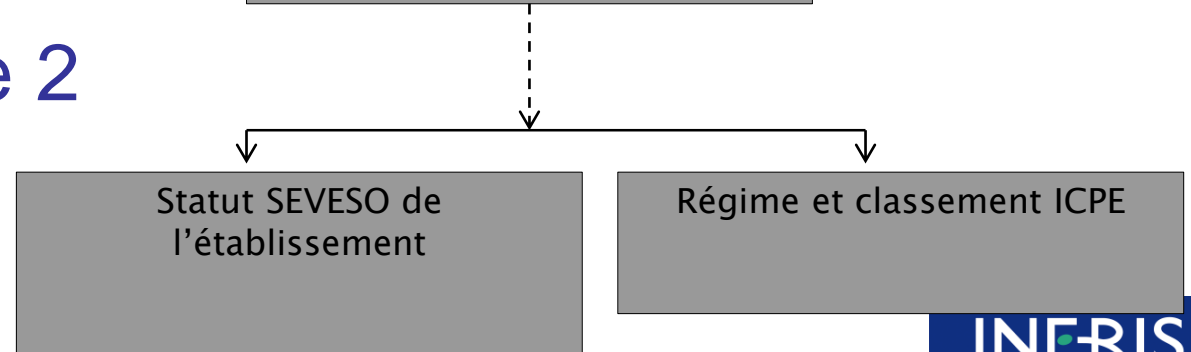 e 2
Statut SEVESO de
l’établissement
Régime et classement ICPE
INERIS